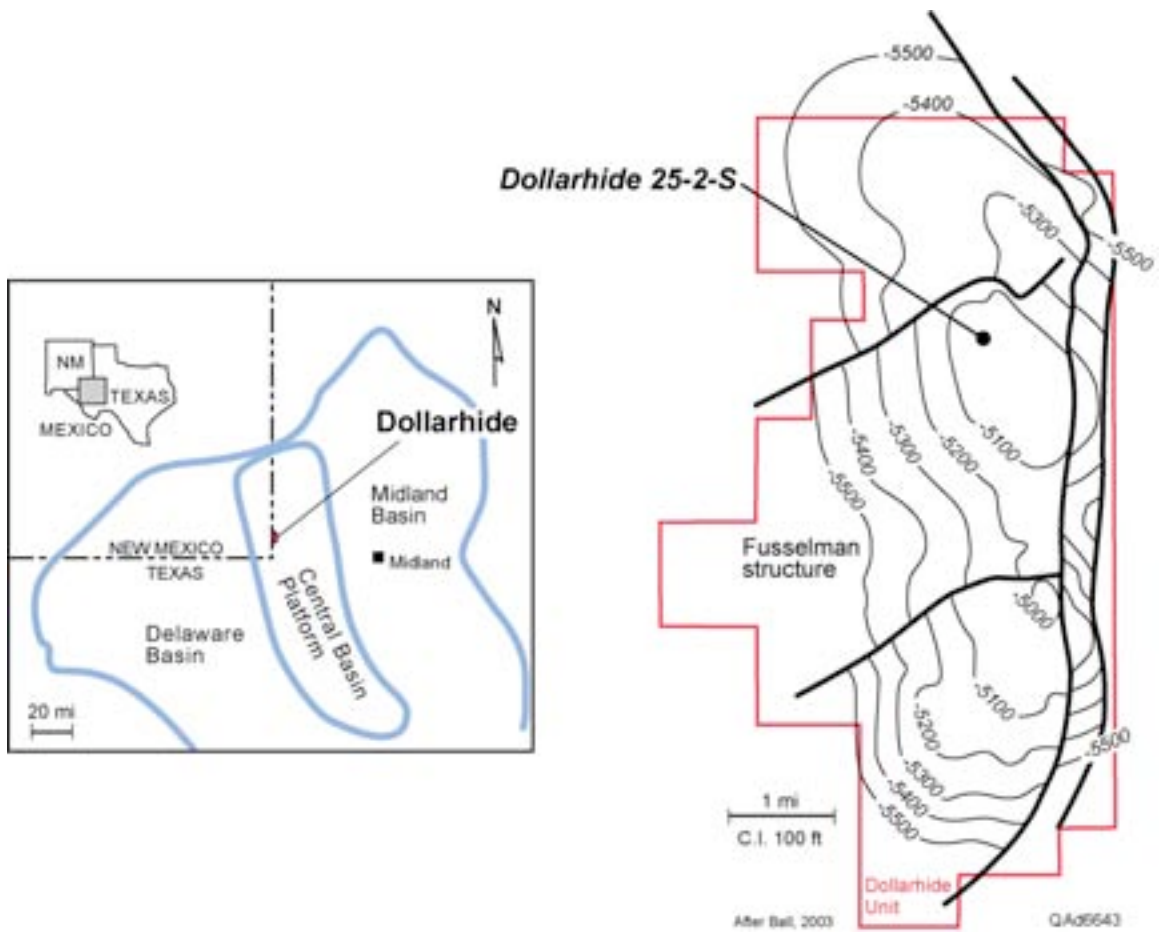 N
NM
TEXAS
MEXICO
Dollarhide
Midland
Basin
Midland
NEW MEXICO
TEXAS
Central Basin
Platform
Delaware
Basin
20 mi
-5500
-5400
Dollarhide 25-2-S
-5300
-5500
-5100
-5200
-5300
-5400
-5500
Fusselman
structure
-5000
-5100
-5200
-5500
-5300
-5400
-5500
1 mi
C.I. 100 ft
Dollarhide
Unit
After Ball, 2003
QAd6643